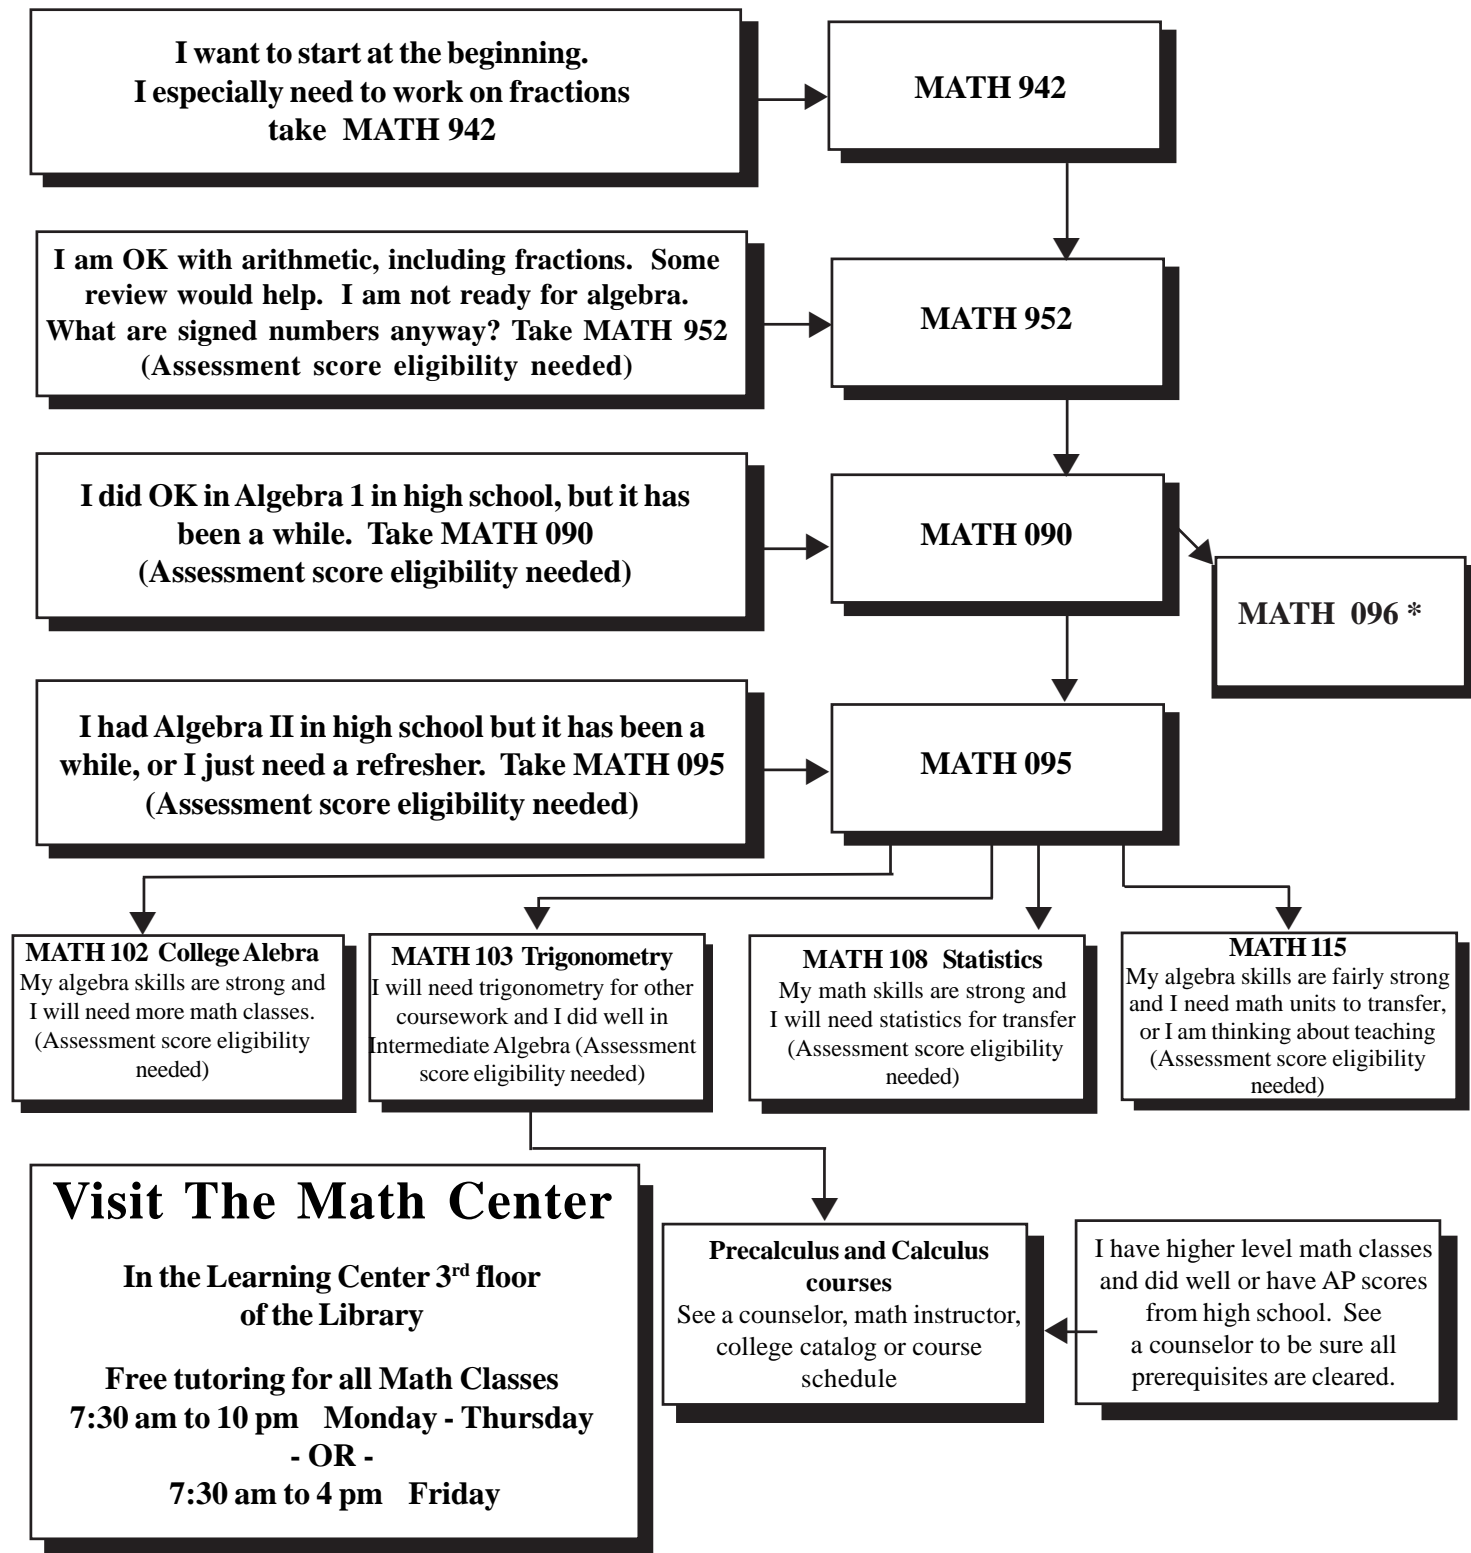 I want to start at the beginning.
I especially need to work on fractions
take MATH 942
MATH 942
I am OK with arithmetic, including fractions. Some
review would help. I am not ready for algebra.
What are signed numbers anyway? Take MATH 952
(Assessment score eligibility needed)
MATH 952
I did OK in Algebra 1 in high school, but it has
been a while. Take MATH 090
(Assessment score eligibility needed)
MATH 090
MATH 096 *
I had Algebra II in high school but it has been a
while, or I just need a refresher. Take MATH 095
(Assessment score eligibility needed)
MATH 095
MATH 102 College Alebra
My algebra skills are strong and
I will need more math classes.
(Assessment score eligibility
needed)
MATH 103 Trigonometry
I will need trigonometry for other
coursework and I did well in
Intermediate Algebra (Assessment
score eligibility needed)
MATH 108 Statistics
My math skills are strong and
I will need statistics for transfer
(Assessment score eligibility
needed)
MATH 115
My algebra skills are fairly strong
and I need math units to transfer,
or I am thinking about teaching
(Assessment score eligibility
needed)
Visit The Math Center
In the Learning Center 3rd floor
of the Library
Free tutoring for all Math Classes
7:30 am to 10 pm Monday - Thursday
- OR -
7:30 am to 4 pm Friday
Precalculus and Calculus
courses
See a counselor, math instructor,
college catalog or course
schedule
I have higher level math classes
and did well or have AP scores
from high school. See
a counselor to be sure all
prerequisites are cleared.